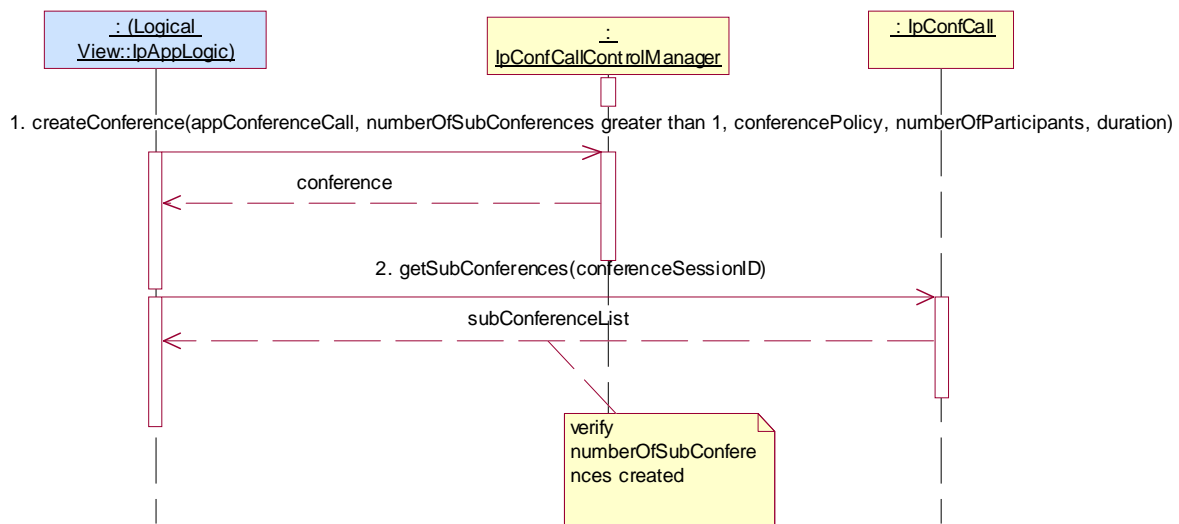 : (Logical
View::IpAppLogic)
:
IpConfCallControlManager
: IpConfCall
1. createConference(appConferenceCall, numberOfSubConferences greater than 1, conferencePolicy, numberOfParticipants, duration)
conference
2. getSubConferences(conferenceSessionID)
subConferenceList
verify
numberOfSubConfere
nces created